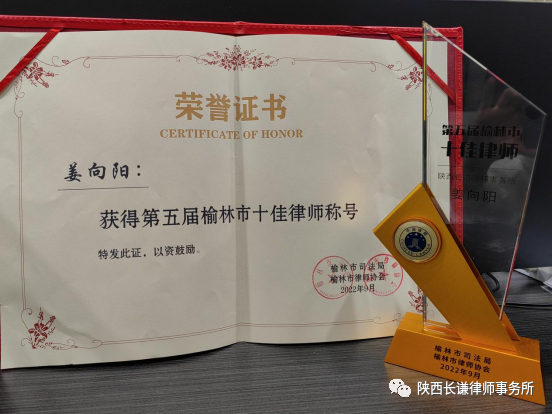 荣誉证书
CERTIFICATE OF HONOR
姜向阳：
获得第五届榆林市十佳律师称号
特发此证，以资鼓励。
榆林市司法局
榆林市律师协会
2022年9月
第五届榆林市
十佳律师
姜向阳
榆林市司法局
榆林市律师协会
2022年9月
陕西长谦律师事务所